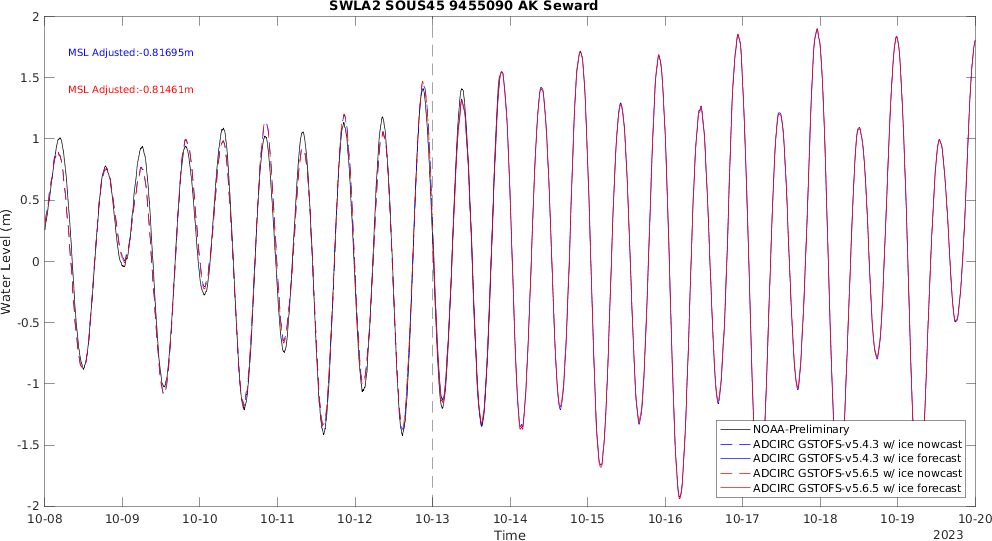 SWLA2 SOUS45 9455090 AK Seward
MSL Adjusted:-0.81695m
MSL Adjusted:-0.81461m
2
1.5
1
0.5
0
-0.5
-1
-1.5
-2
Water Level (m)
NOAA-Preliminary
ADCIRC GSTOFS-v5.4.3 w/ ice nowcast
ADCIRC GSTOFS-v5.4.3 w/ ice forecast
ADCIRC GSTOFS-v5.6.5 w/ ice nowcast
ADCIRC GSTOFS-v5.6.5 w/ ice forecast
10-08 10-09 10-10 10-11 10-12 10-13 10-14 10-15 10-16 10-17 10-18 10-19 10-20
Time
2023